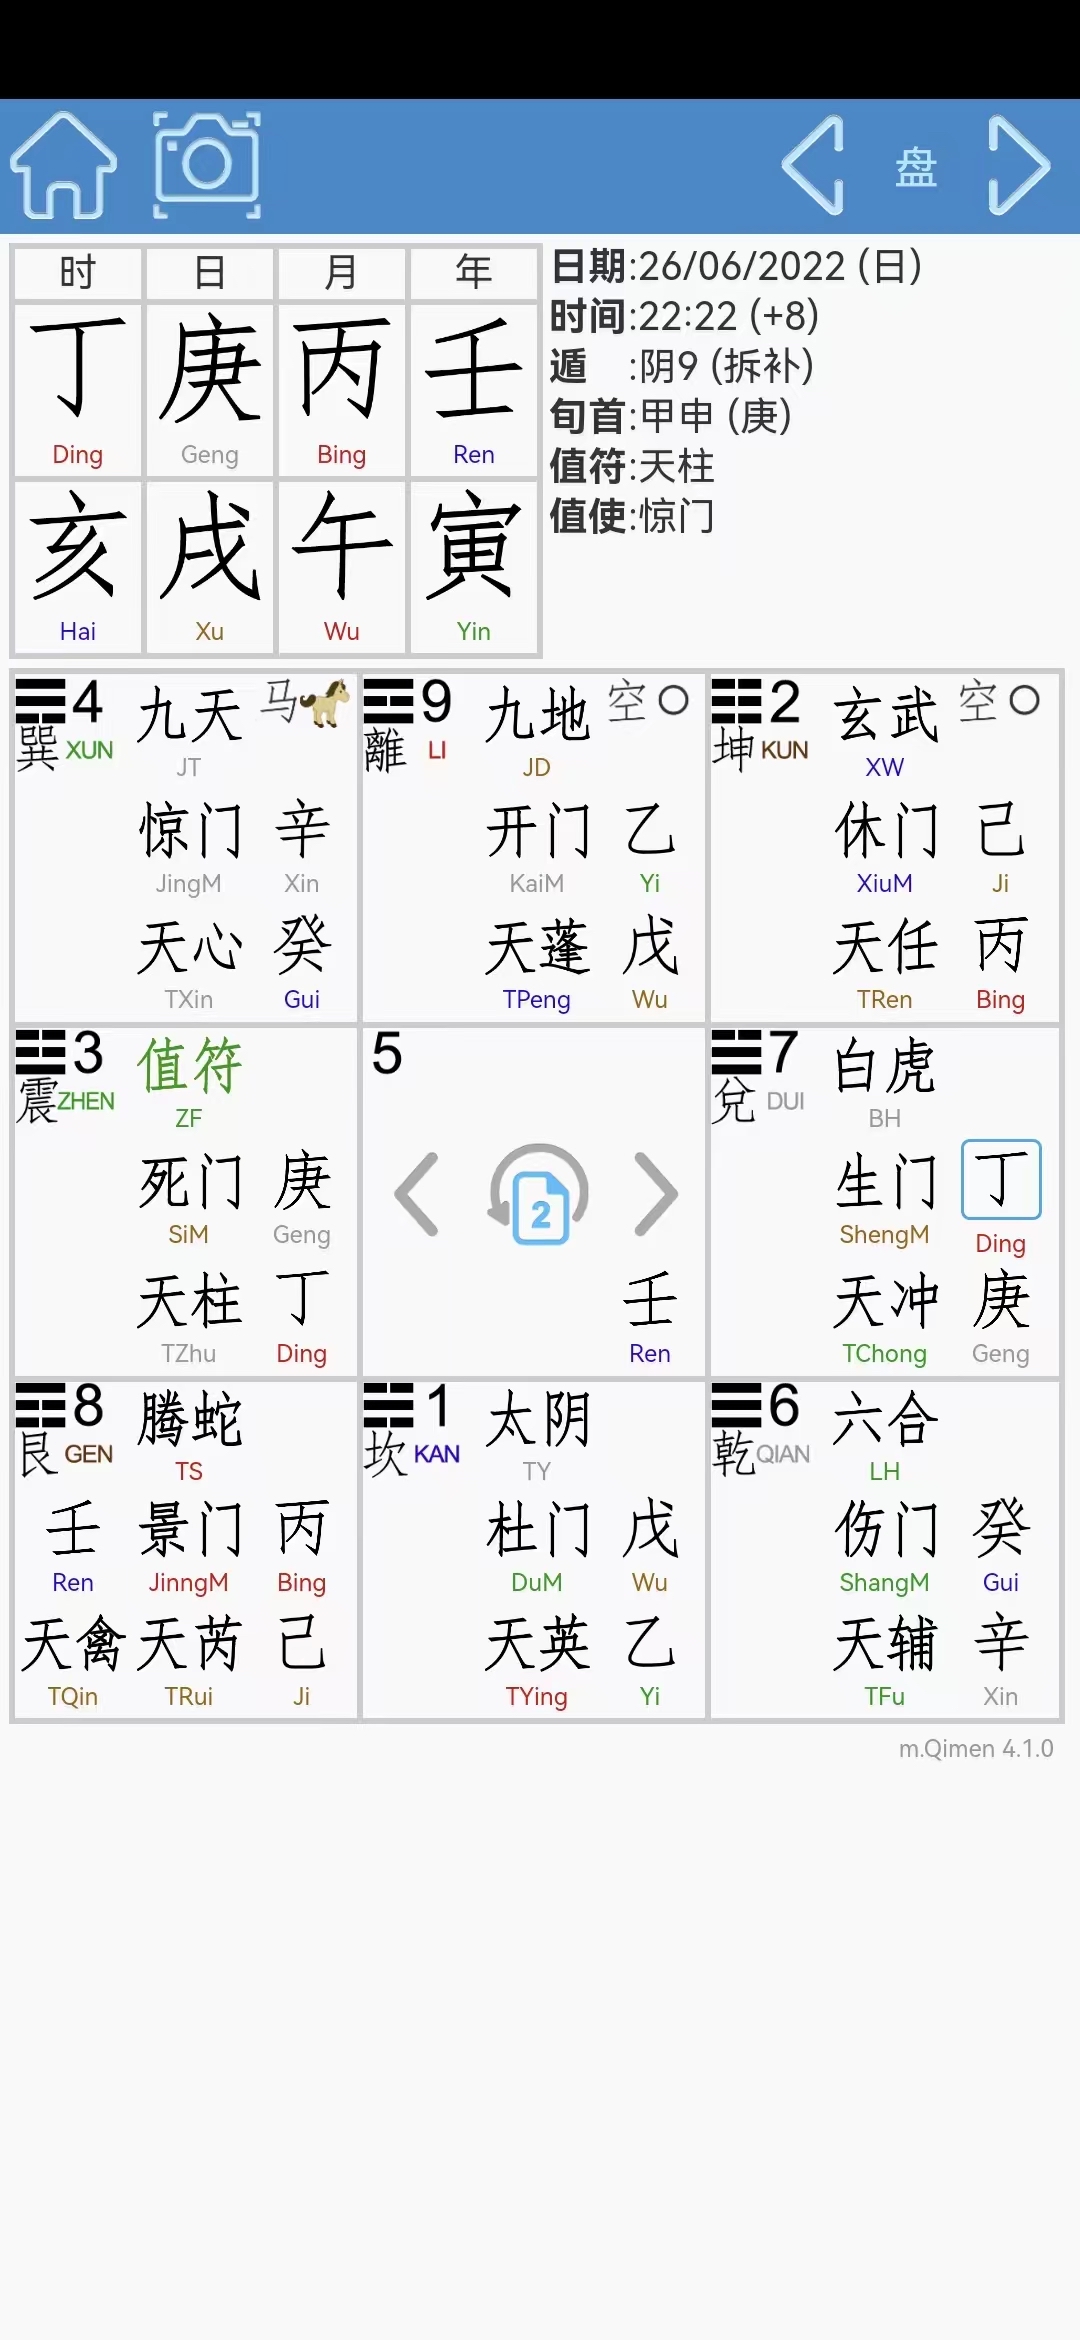 盘
时 日 月 年
丁 庚 丙 壬
Ding Geng Bing Ren
亥 戌 午 寅
Hai Xu Wu Yin
日期:26/06/2022 (日)
时间:22:22 (+8)
遁 :阴9 (拆补)
旬首:甲申 (庚)
值符:天柱
值使:惊门
4 九天 马
巽 XUN JT
惊门 辛
JingM Xin
天心 癸
TXin Gui
9 九地 空
離 LI JD
开门 乙
KaiM Yi
天蓬 戊
TPeng Wu
2 玄武 空
坤 KUN XW
休门 己
XiuM Ji
天任 丙
TRen Bing
3 值符
震 ZHEN ZF
死门 庚
SiM Geng
天柱 丁
TZhu Ding
5
2
壬
Ren
7 白虎
兌 DUI BH
生门 丁
ShengM Ding
天冲 庚
TChong Geng
8 腾蛇
艮 GEN TS
壬 景门 丙
Ren JinngM Bing
天禽 天芮 己
TQin TRui Ji
1 太阴
坎 KAN TY
杜门 戊
DuM Wu
天英 乙
TYing Yi
6 六合
乾 QIAN LH
伤门 癸
ShangM Gui
天辅 辛
TFu Xin
m.Qimen 4.1.0